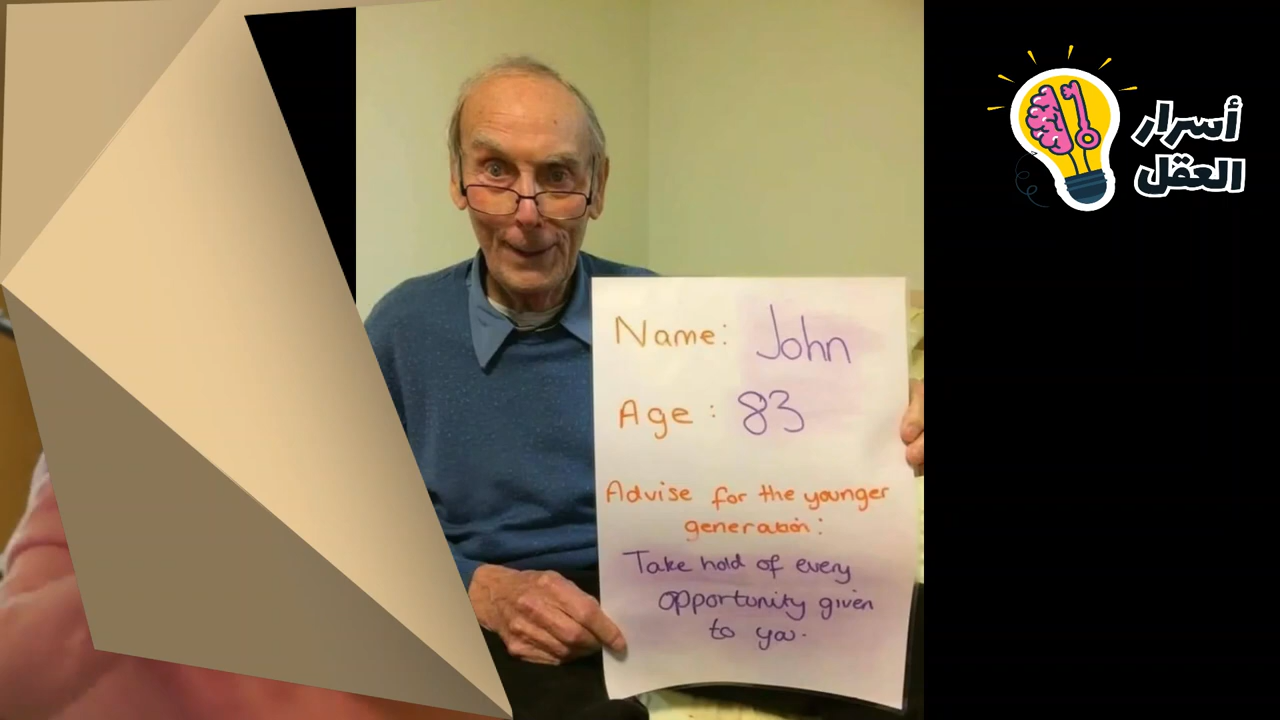 أسرار
العقل
Name: John
Age: 83
Advise for the younger
generation:
Take hold of every
opportunity given
to you.